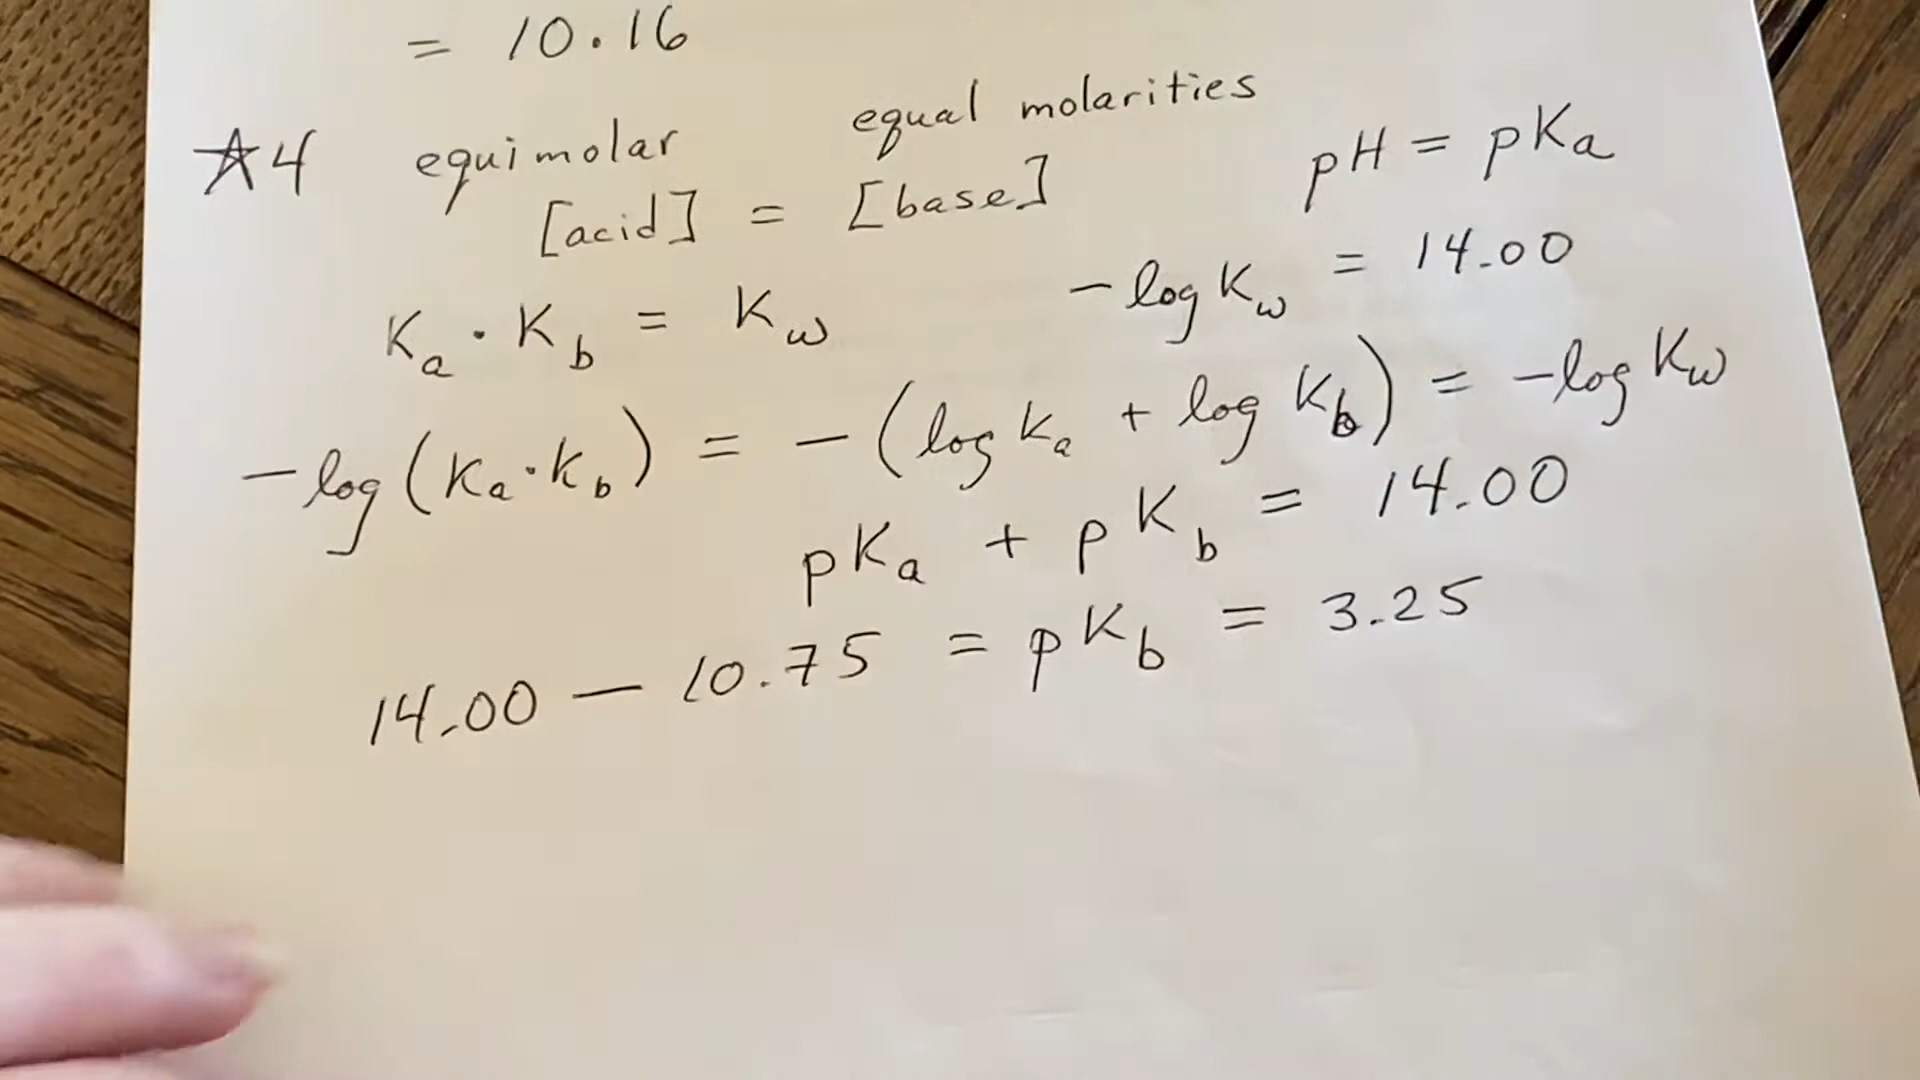 = 10.16
☆4 equimolar equal molarities
[acid] = [base] pH = pKa
Ka · Kb = Kw -log Kw = 14.00
-log(Ka·Kb) = -(log Ka + log Kb) = -log Kw
pKa + pKb = 14.00
14.00 - 10.75 = pKb = 3.25